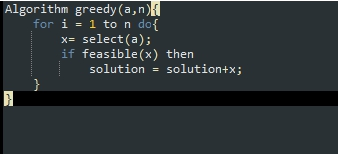 Algorithm greedy(a,n){
    for i = 1 to n do{
        x= select(a);
        if feasible(x) then
            solution = solution+x;
    }
}